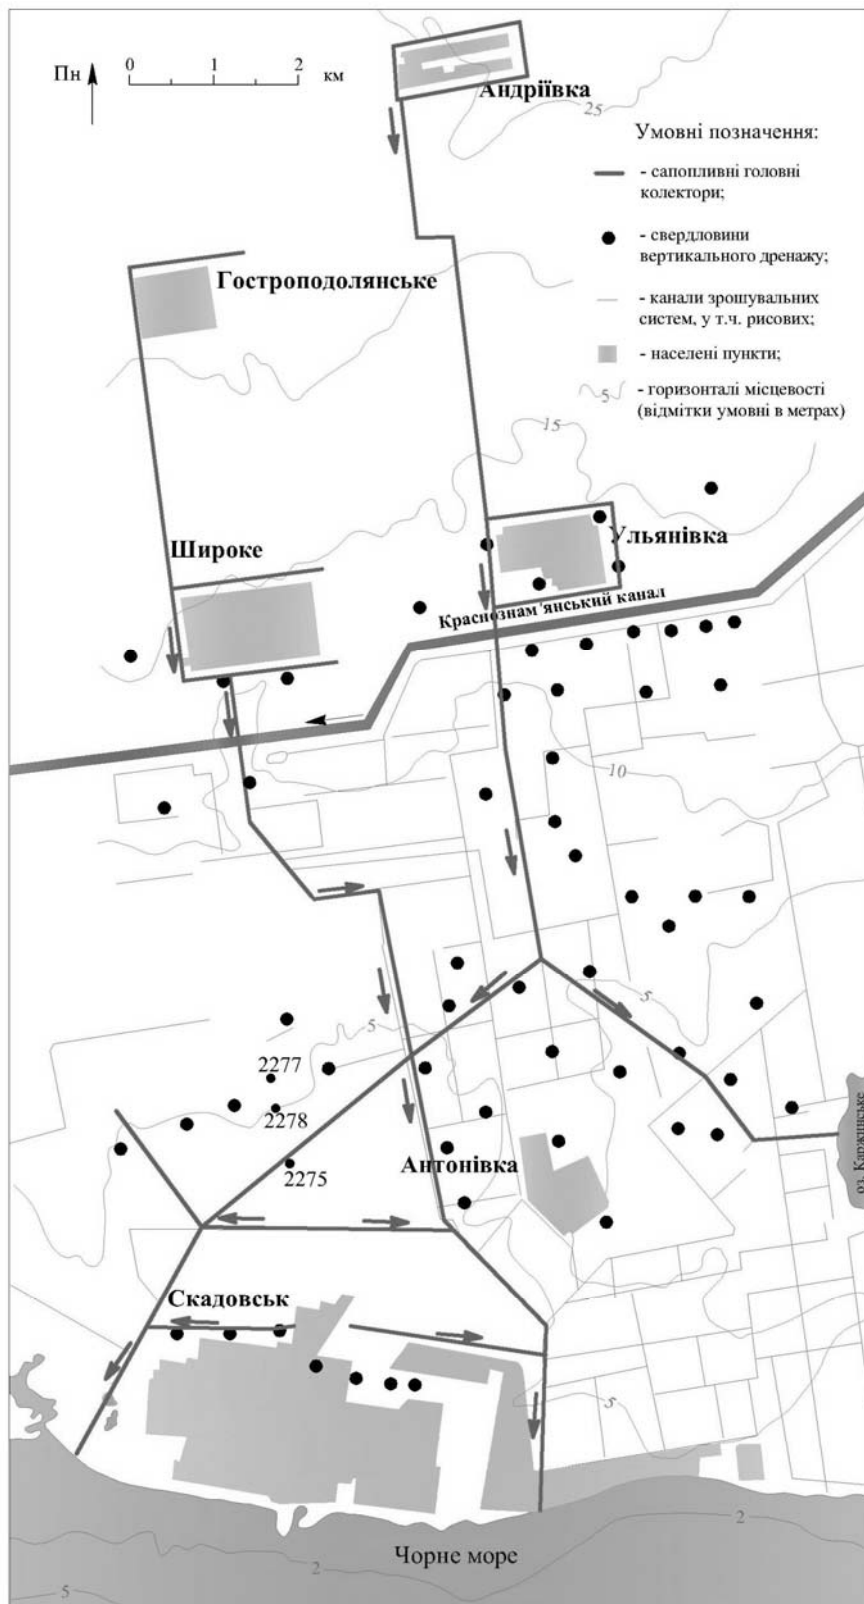 0 1 2 км
Пн
Андріївка
25
Умовні позначення:
- сапопливні головні
колектори;
- свердловини
вертикального дренажу;
- канали зрошувальних
систем, у т.ч. рисових;
- населені пункти;
5
- горизонталі місцевості
(відмітки умовні в метрах)
Гостроподолянське
15
Широке
Ульянівка
Краснознам'янський канал
10
5
5
2277
2278
2275
Антонівка
оз. Каржинське
Скадовськ
5
2
Чорне море
2
5